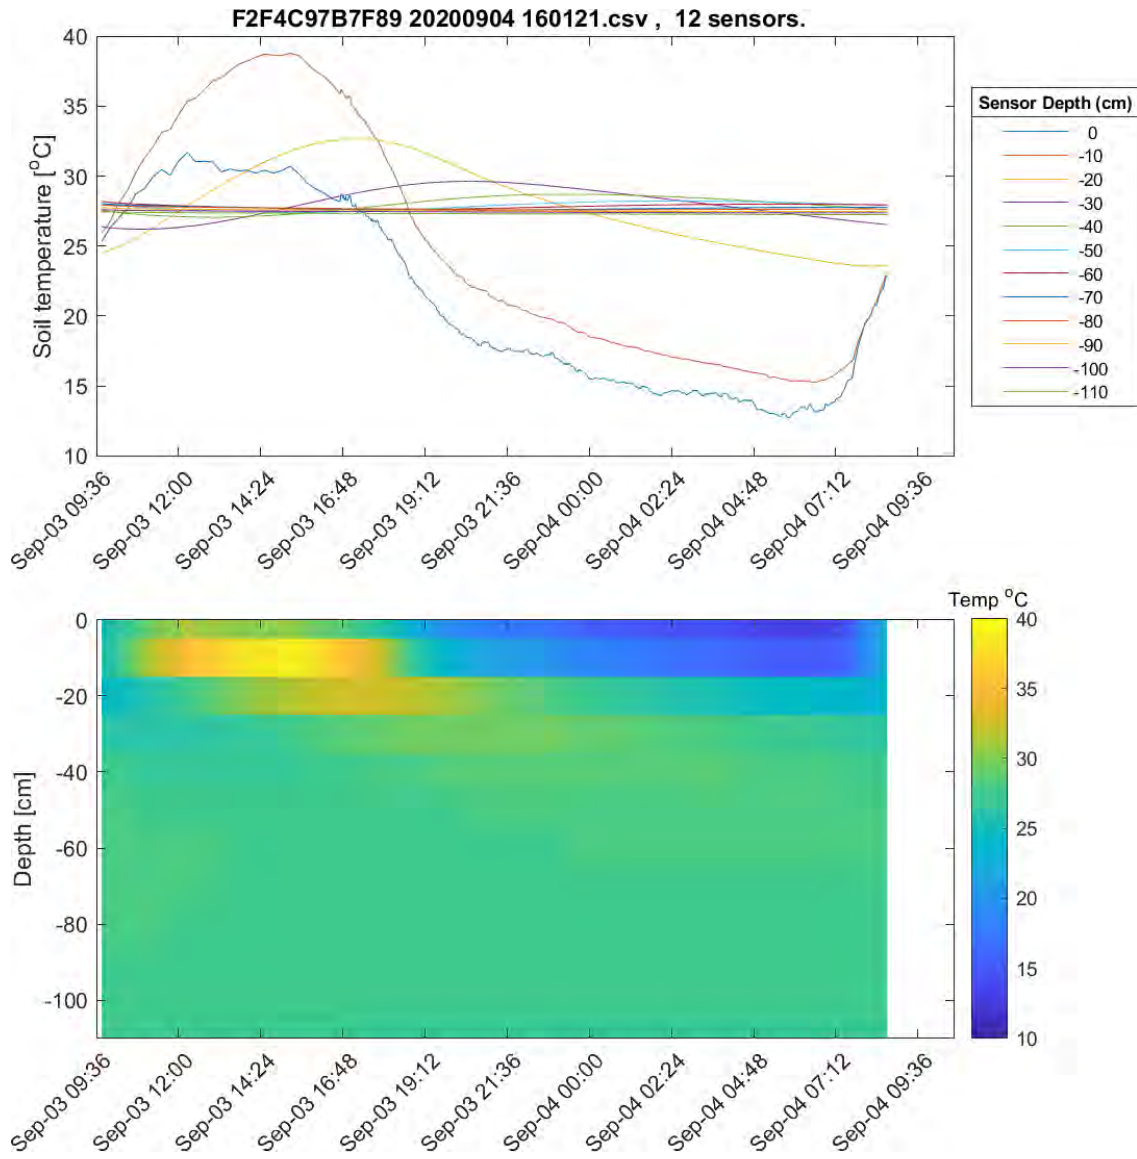 F2F4C97B7F89 20200904 160121.csv , 12 sensors.
40
35
30
25
20
15
10
Soil temperature [°C]
Sep-03 09:36
Sep-03 12:00
Sep-03 14:24
Sep-03 16:48
Sep-03 19:12
Sep-03 21:36
Sep-04 00:00
Sep-04 02:24
Sep-04 04:48
Sep-04 07:12
Sep-04 09:36
Sensor Depth (cm)
0
-10
-20
-30
-40
-50
-60
-70
-80
-90
-100
-110
0
-20
-40
-60
-80
-100
Depth [cm]
Sep-03 09:36
Sep-03 12:00
Sep-03 14:24
Sep-03 16:48
Sep-03 19:12
Sep-03 21:36
Sep-04 00:00
Sep-04 02:24
Sep-04 04:48
Sep-04 07:12
Sep-04 09:36
Temp °C
40
35
30
25
20
15
10